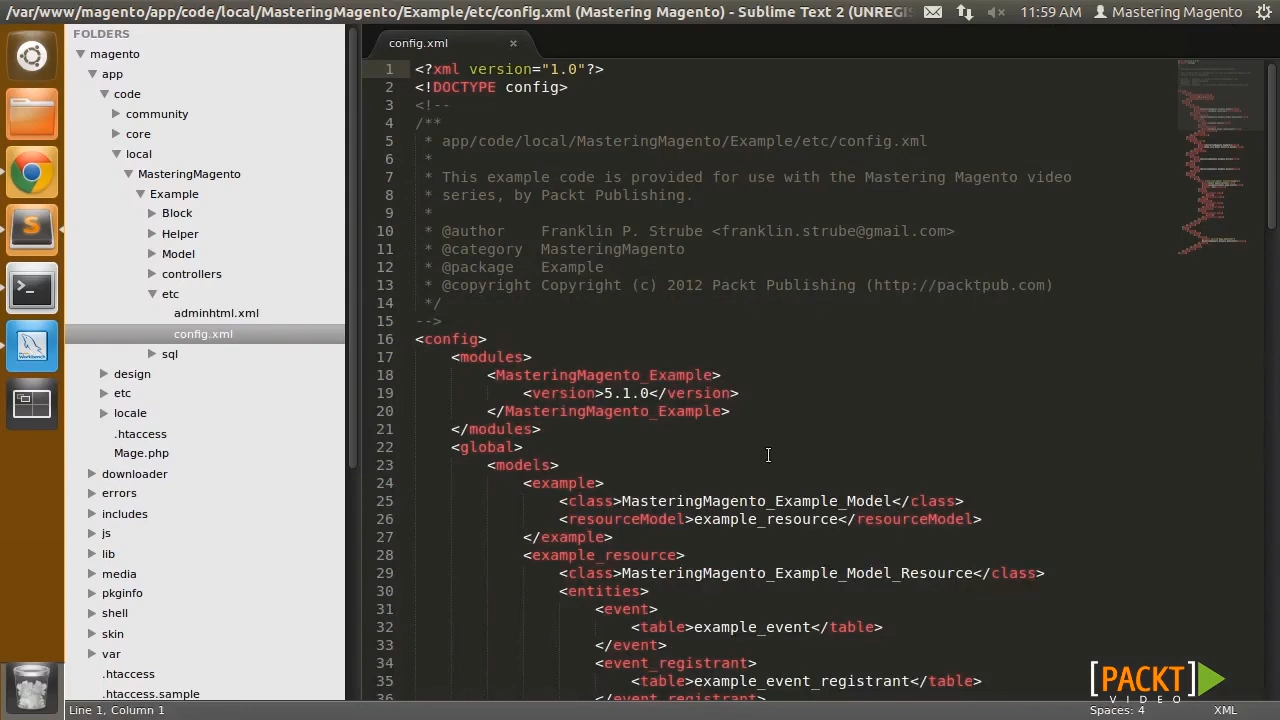 /var/www/magento/app/code/local/MasteringMagento/Example/etc/config.xml (Mastering Magento) - Sublime Text 2 (UNREGIS
11:59 AM
Mastering Magento
FOLDERS
magento
app
code
community
core
local
MasteringMagento
Example
Block
Helper
Model
controllers
etc
adminhtml.xml
config.xml
sql
design
etc
locale
.htaccess
Mage.php
downloader
errors
includes
js
lib
media
pkginfo
shell
skin
var
.htaccess
.htaccess.sample
config.xml
1 <?xml version="1.0"?>
2 <!DOCTYPE config>
3 <!--
4 /**
5  * app/code/local/MasteringMagento/Example/etc/config.xml
6  *
7  * This example code is provided for use with the Mastering Magento video
8  * series, by Packt Publishing.
9  *
10  * @author    Franklin P. Strube <franklin.strube@gmail.com>
11  * @category  MasteringMagento
12  * @package   Example
13  * @copyright Copyright (c) 2012 Packt Publishing (http://packtpub.com)
14  */
15 -->
16 <config>
17     <modules>
18         <MasteringMagento_Example>
19             <version>5.1.0</version>
20         </MasteringMagento_Example>
21     </modules>
22     <global>
23         <models>
24             <example>
25                 <class>MasteringMagento_Example_Model</class>
26                 <resourceModel>example_resource</resourceModel>
27             </example>
28             <example_resource>
29                 <class>MasteringMagento_Example_Model_Resource</class>
30                 <entities>
31                     <event>
32                         <table>example_event</table>
33                     </event>
34                     <event_registrant>
35                         <table>example_event_registrant</table>
36                     </event_registrant>
[PACKT]
VIDEO
Line 1, Column 1
Spaces: 4
XML